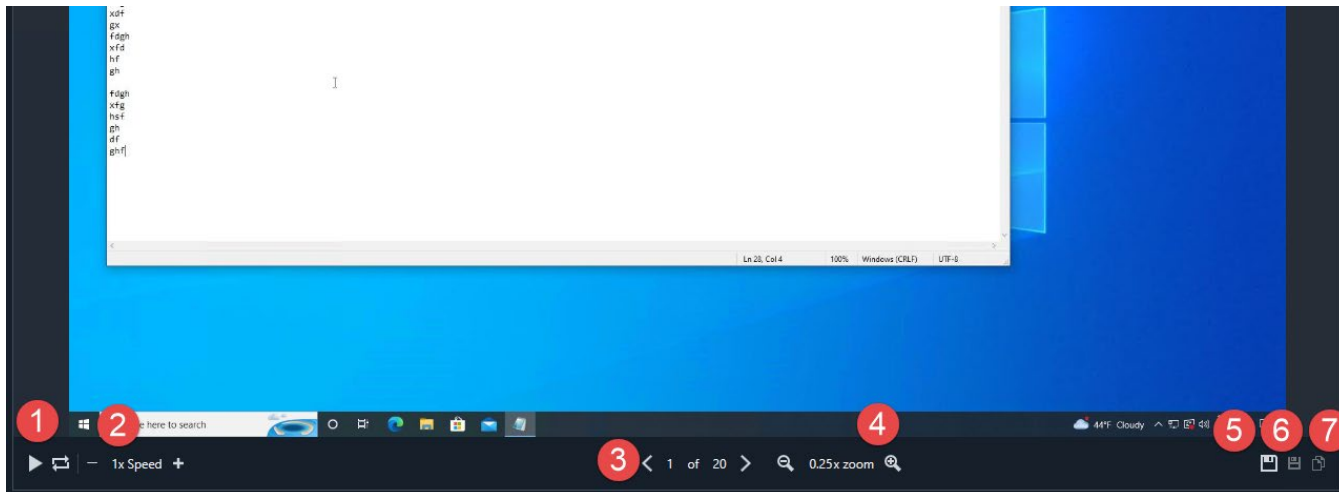 xdf
gx
fdgh
xfd
hf
gh
fdgh
xfg
hsf
gh
df
ghf
Ln 28, Col 4 100% Windows (CRLF) UTF-8
1 2 here to search 4 44°F Cloudy 5 6 7
1x Speed 3 1 of 20 0.25x zoom